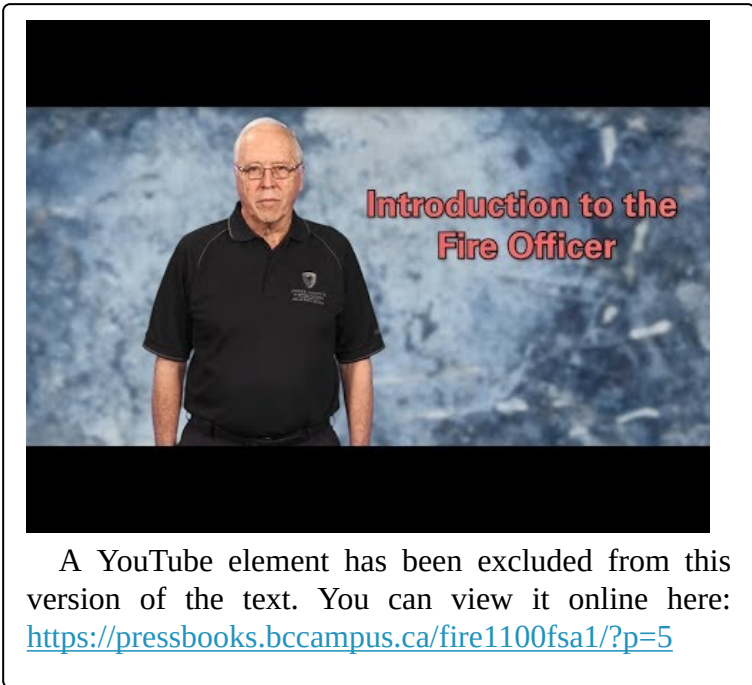 Introduction to the
Fire Officer
A YouTube element has been excluded from this
version of the text. You can view it online here:
https://pressbooks.bccampus.ca/fire1100fsa1/?p=5